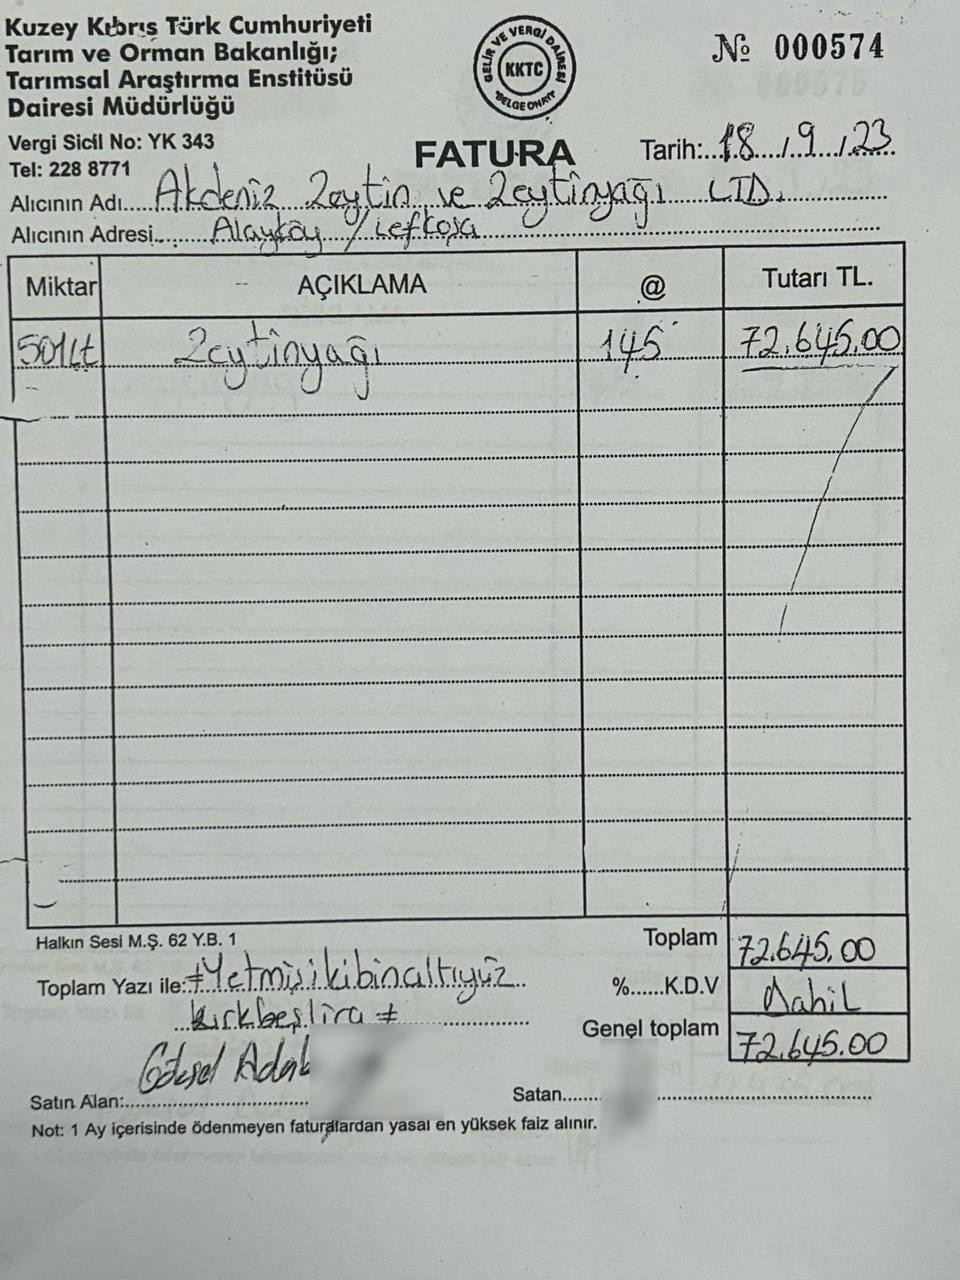 Kuzey Kıbrıs Türk Cumhuriyeti
Tarım ve Orman Bakanlığı;
Tarımsal Araştırma Enstitüsü
Dairesi Müdürlüğü
Vergi Sicil No: YK 343
Tel: 228 8771
GELİR VE VERGİ DAİRESİ
KKTC
BELGE ONAYI
№ 000574
FATURA
Tarih: 18/9/23
Alıcının Adı Akdeniz Zeytin ve Zeytinyağı LTD.
Alıcının Adresi Alayköy / Lefkoşa
Miktar AÇIKLAMA @ Tutarı TL.
501Lt Zeytinyağı 145 72.645.00
Halkın Sesi M.Ş. 62 Y.B. 1
Toplam 72.645.00
Toplam Yazı ile: ≠Yetmişikibinaltıyüz
kırkbeşlira≠
%......K.D.V Dahil
Genel toplam 72.645.00
Satın Alan:
Satan
Not: 1 Ay içerisinde ödenmeyen faturalardan yasal en yüksek faiz alınır.